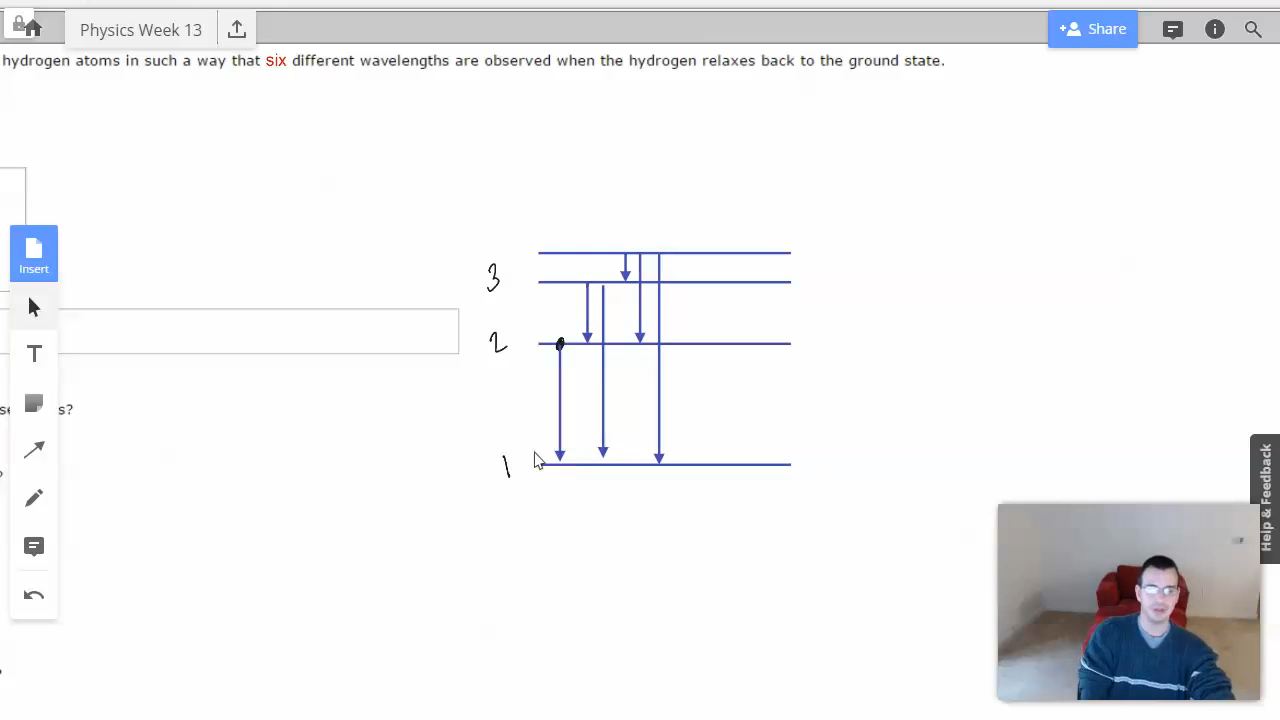 Physics Week 13
Share
hydrogen atoms in such a way that six different wavelengths are observed when the hydrogen relaxes back to the ground state.
Insert
3
2
1
s?
?
T
Help & Feedback